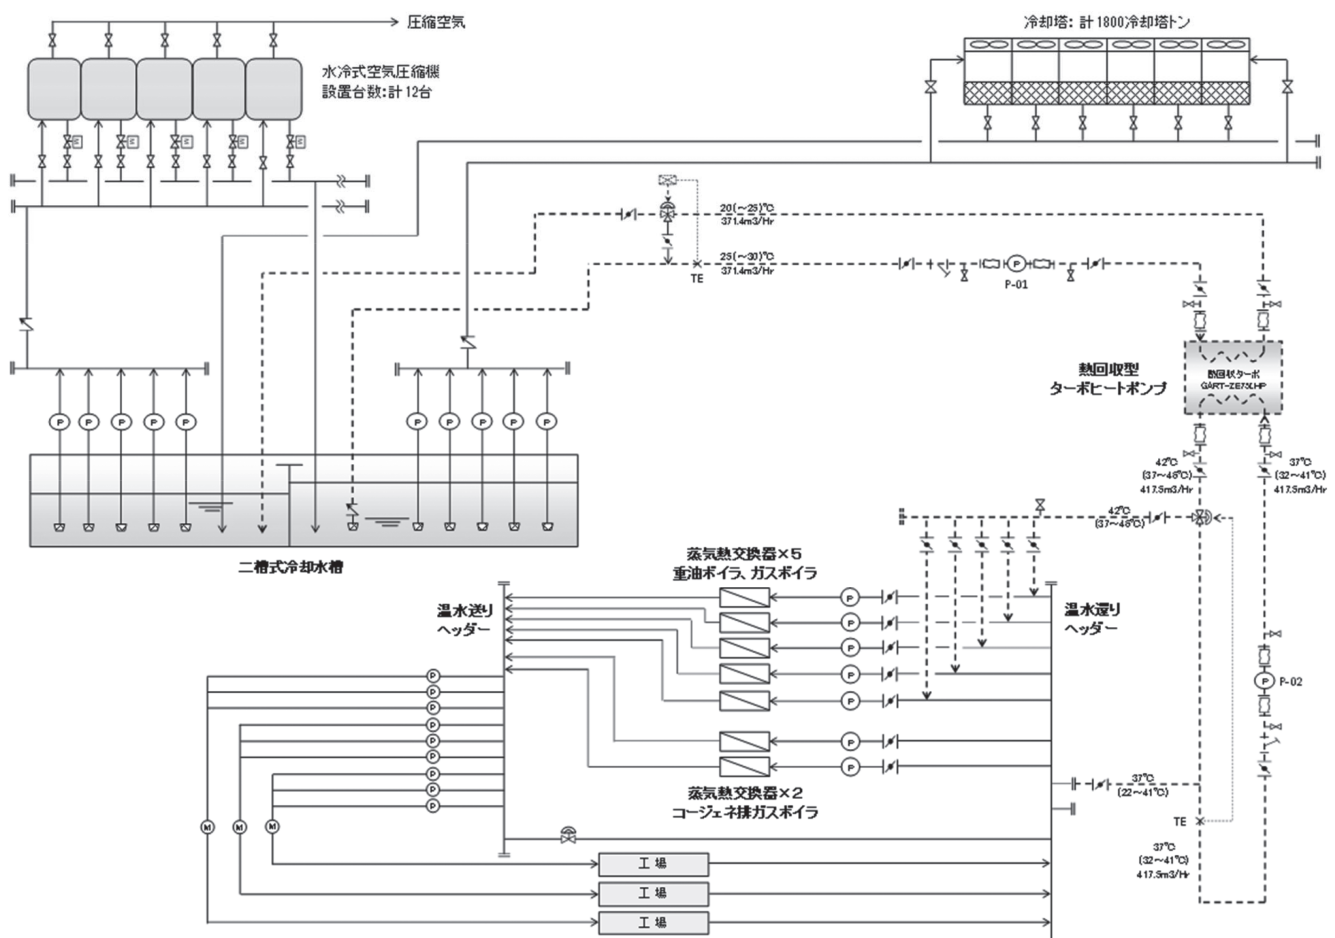 圧縮空気
冷却塔: 計1800冷却塔トン
水冷式空気圧縮機
設置台数:計12台
M
M
M
M
M
20(~25)℃
371.4m3/Hr
25(~30)℃
371.4m3/Hr
TE
P
P-01
熱回収型
ターボヒートポンプ
熱回収ターボ
P
P
P
P
P
P
P
P
P
P
42℃
37℃
(32~41℃)
417.5m3/Hr
417.5m3/Hr
42℃
二槽式冷却水槽
蒸気熱交換器×5
重油ボイラ、ガスボイラ
温水送り
ヘッダー
温水還り
ヘッダー
P
P
P
P
P
P
P
P
P-02
P
P
P
P
P
P
P
P
P
P
蒸気熱交換器×2
コージェネ排ガスボイラ
37℃
(22~41℃)
TE
M
M
M
37℃
(32~41℃)
417.5m3/Hr
工場
工場
工場